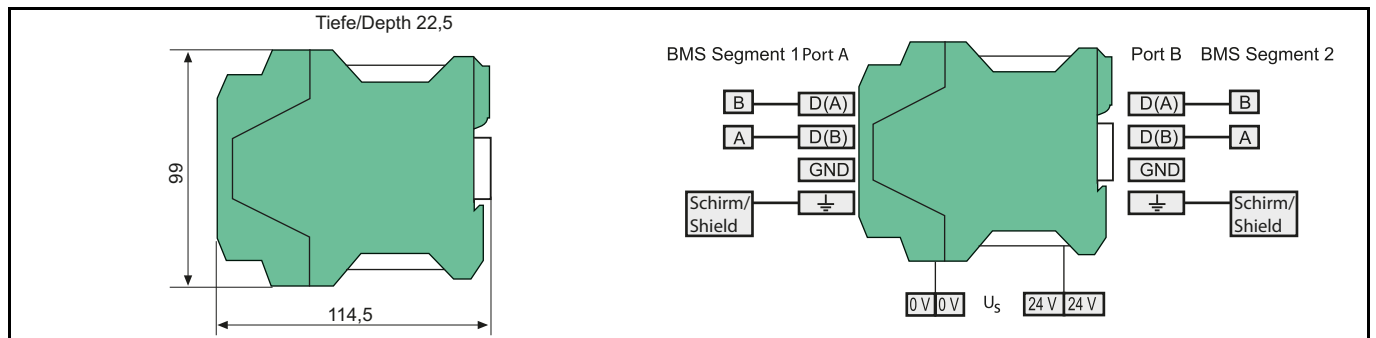 Tiefe/Depth 22,5
99
114,5
BMS Segment 1 Port A
B D(A)
A D(B)
GND
Schirm/
Shield
Port B BMS Segment 2
D(A) B
D(B) A
GND
Schirm/
Shield
0 V 0 V US 24 V 24 V